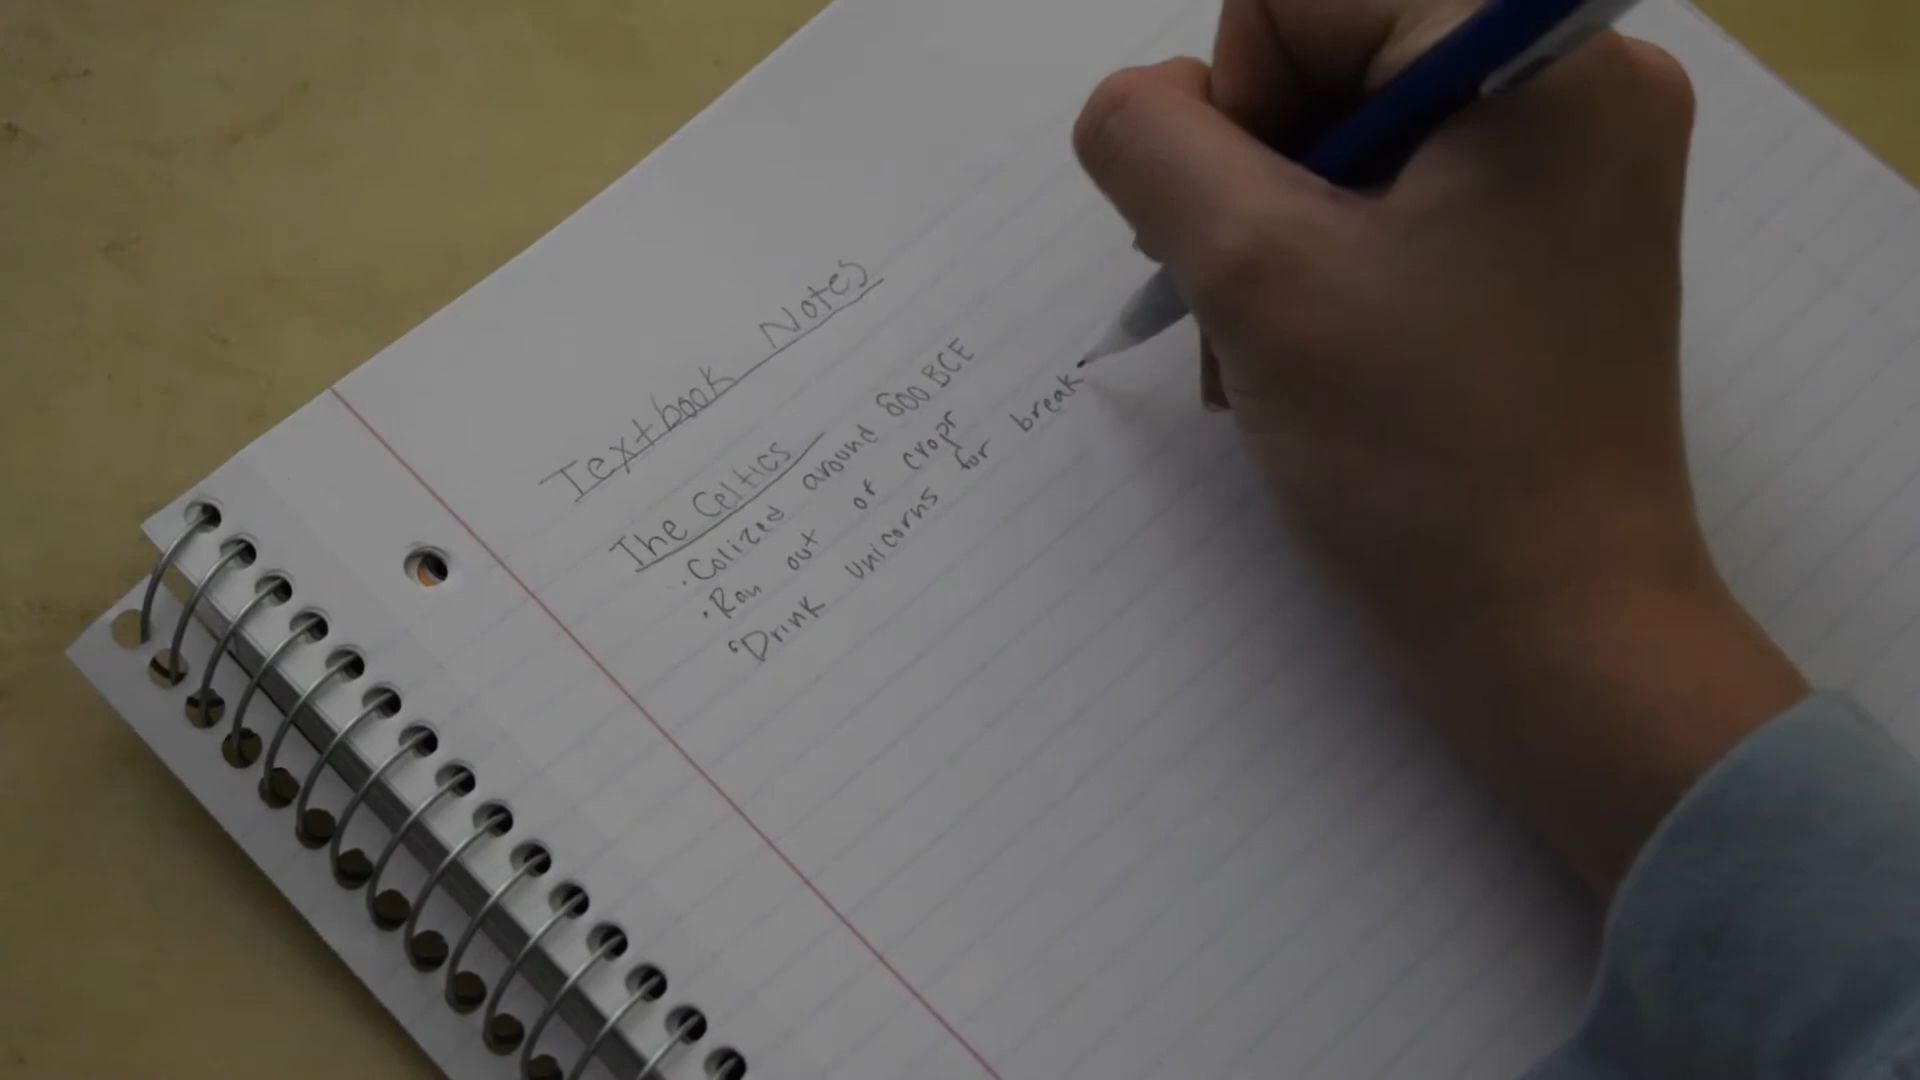 Textbook Notes
The Celtics
· Colized around 800 BCE
· Ran out of cropr
· Drink unicorns for break